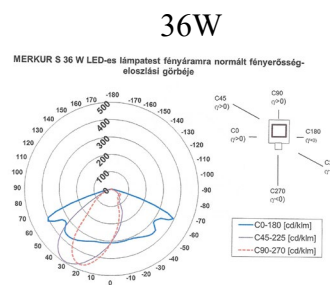 36W
MERKUR S 36 W LED-es lámpatest fényáramra normált fényerősség-
eloszlási görbéje
170 -180 -170
160 -160
150 -150
140 -140
130 -130
120 -120
110 -110
100 -100
90 -90
80 -80
70 -70
60 -60
50 -50
40 -40
30 -30
20 -20
10 0 -10
500
400
300
200
100
0
C45
(γ>0)
C90
(γ>0)
C0
(γ>0)
C180
(γ<0)
C270
(γ<0)
C0-180 [cd/klm]
C45-225 [cd/klm]
C90-270 [cd/klm]